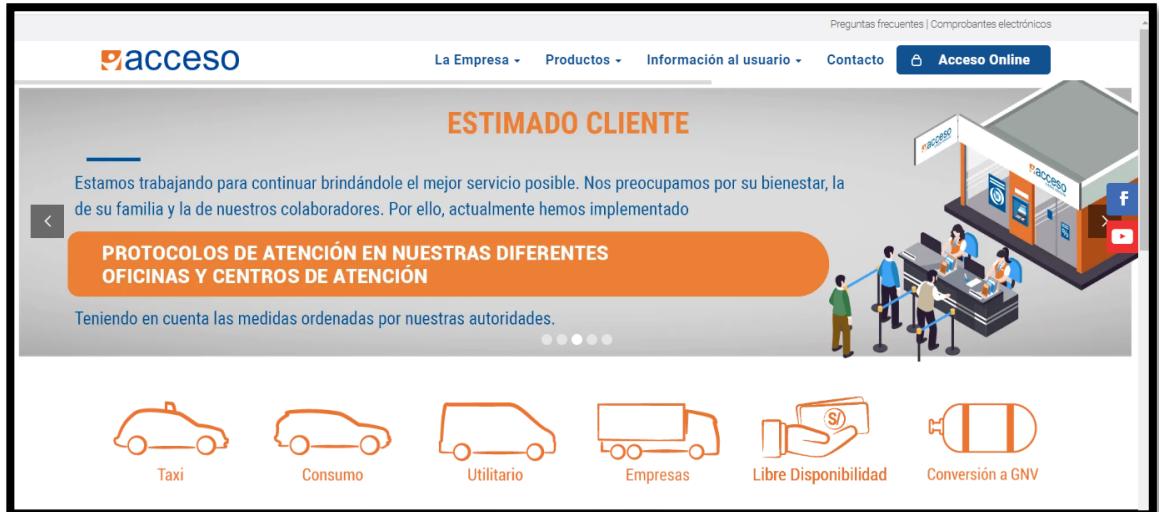 Preguntas frecuentes | Comprobantes electrónicos
acceso
La Empresa
Productos
Información al usuario
Contacto
Acceso Online
ESTIMADO CLIENTE
Estamos trabajando para continuar brindándole el mejor servicio posible. Nos preocupamos por su bienestar, la
de su familia y la de nuestros colaboradores. Por ello, actualmente hemos implementado
PROTOCOLOS DE ATENCIÓN EN NUESTRAS DIFERENTES
OFICINAS Y CENTROS DE ATENCIÓN
Teniendo en cuenta las medidas ordenadas por nuestras autoridades.
acceso
acceso
f
S/
Taxi
Consumo
Utilitario
Empresas
Libre Disponibilidad
Conversión a GNV